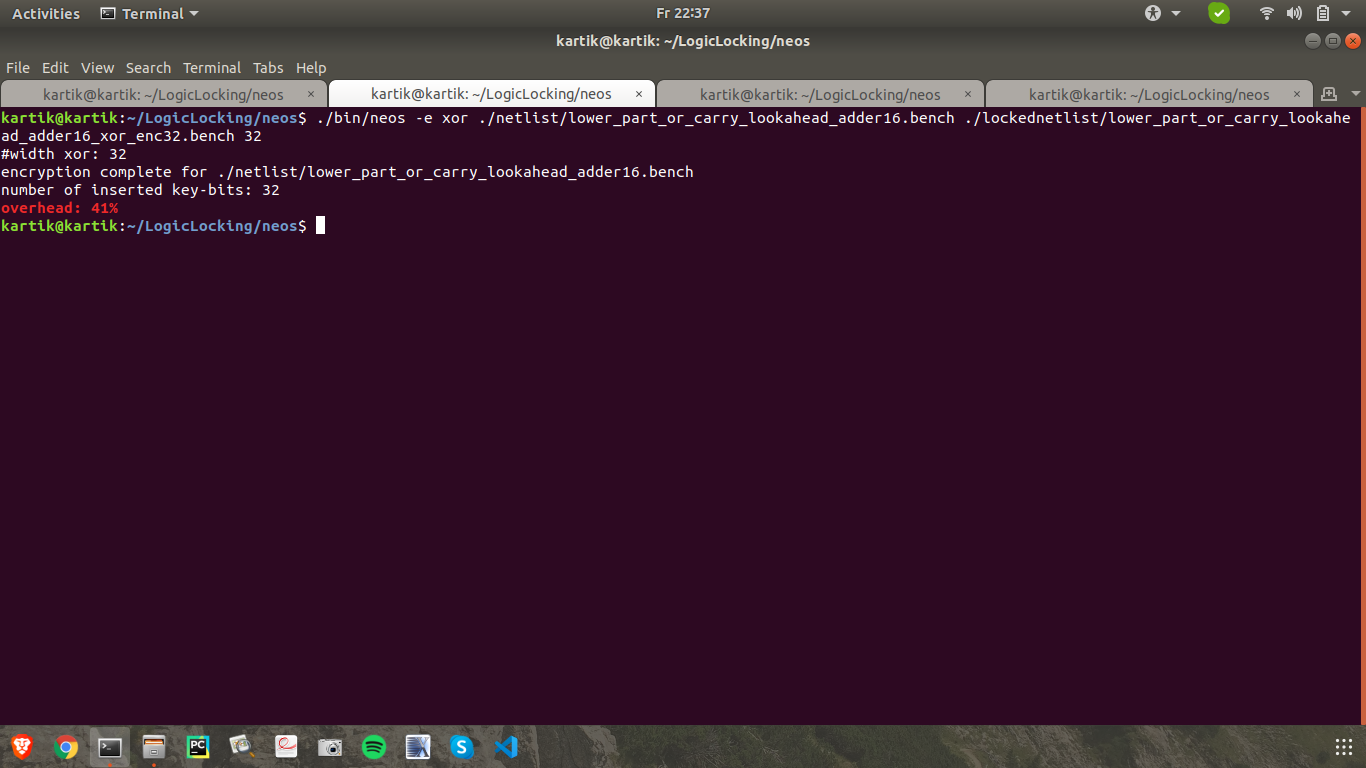 Activities Terminal Fr 22:37
kartik@kartik: ~/LogicLocking/neos
File Edit View Search Terminal Tabs Help
kartik@kartik: ~/LogicLocking/neos × kartik@kartik: ~/LogicLocking/neos × kartik@kartik: ~/LogicLocking/neos × kartik@kartik: ~/LogicLocking/neos ×
kartik@kartik:~/LogicLocking/neos$ ./bin/neos -e xor ./netlist/lower_part_or_carry_lookahead_adder16.bench ./lockednetlist/lower_part_or_carry_lookahe
ad_adder16_xor_enc32.bench 32
#width xor: 32
encryption complete for ./netlist/lower_part_or_carry_lookahead_adder16.bench
number of inserted key-bits: 32
overhead: 41%
kartik@kartik:~/LogicLocking/neos$
PC
S